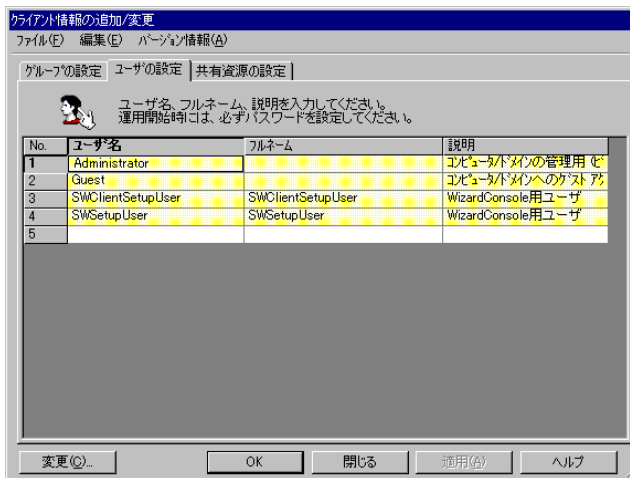 クライアント情報の追加/変更
ファイル(F) 編集(E) バージョン情報(A)
グループの設定 ユーザの設定 共有資源の設定
ユーザ名、フルネーム、説明を入力してください。
運用開始時には、必ずパスワードを設定してください。
No. ユーザ名 フルネーム 説明
1 Administrator コンピュータ/ドメインの管理用 (ビ
2 Guest コンピュータ/ドメインへのゲスト アク
3 SWClientSetupUser SWClientSetupUser WizardConsole用ユーザ
4 SWSetupUser SWSetupUser WizardConsole用ユーザ
5
変更(C)... OK 閉じる 適用(A) ヘルプ